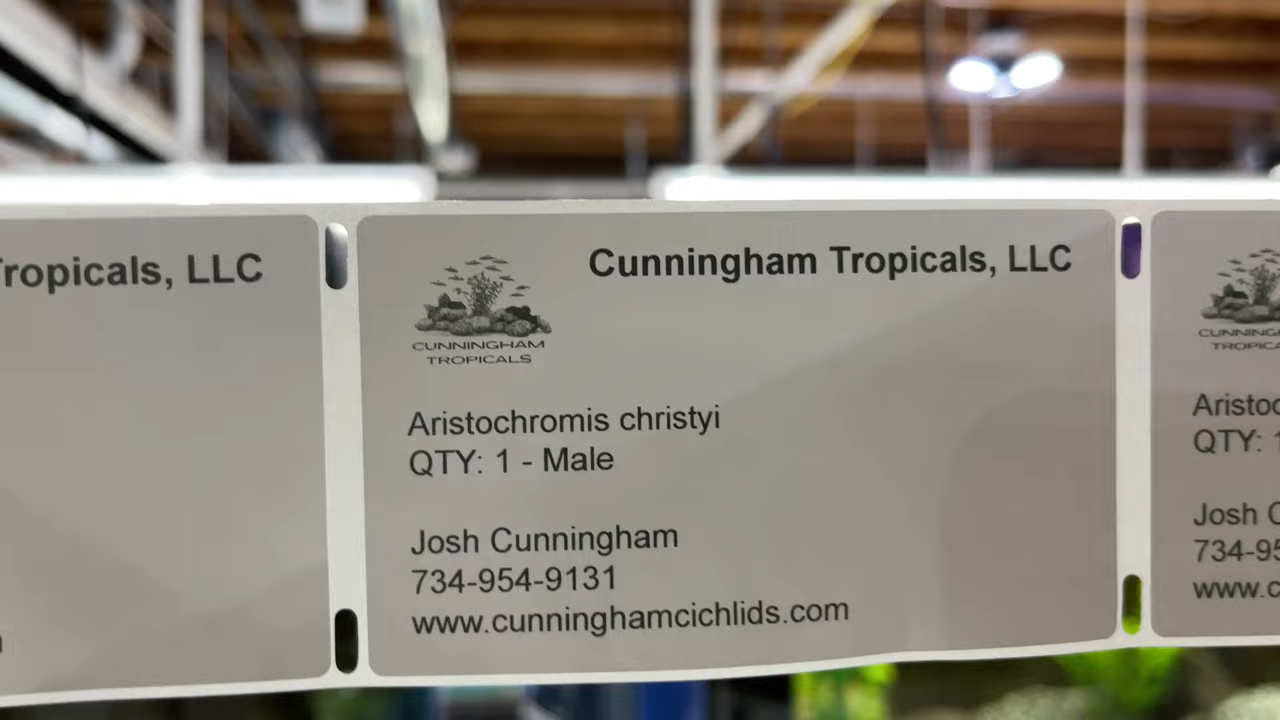 Tropicals, LLC
Cunningham Tropicals, LLC
CUNNINGHAM
TROPICALS
Aristochromis christyi
QTY: 1 - Male
Josh Cunningham
734-954-9131
www.cunninghamcichlids.com